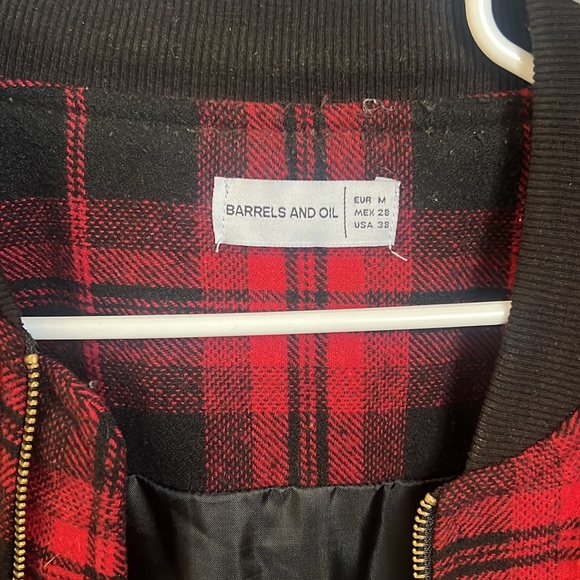 BARRELS AND OIL
EUR M
MEX 28
USA 38